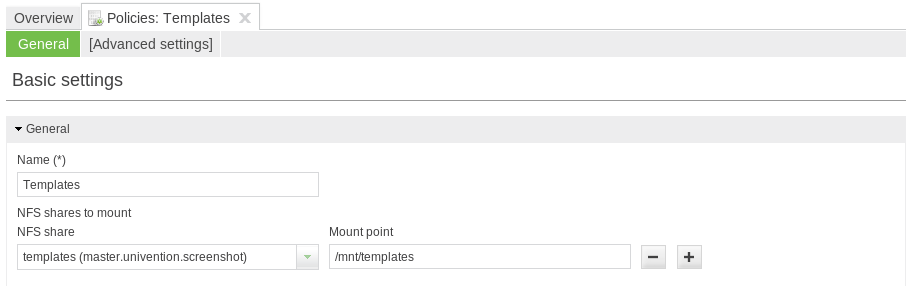 Overview Policies: Templates
General [Advanced settings]
Basic settings
General
Name (*)
Templates
NFS shares to mount
NFS share Mount point
templates (master.univention.screenshot) /mnt/templates